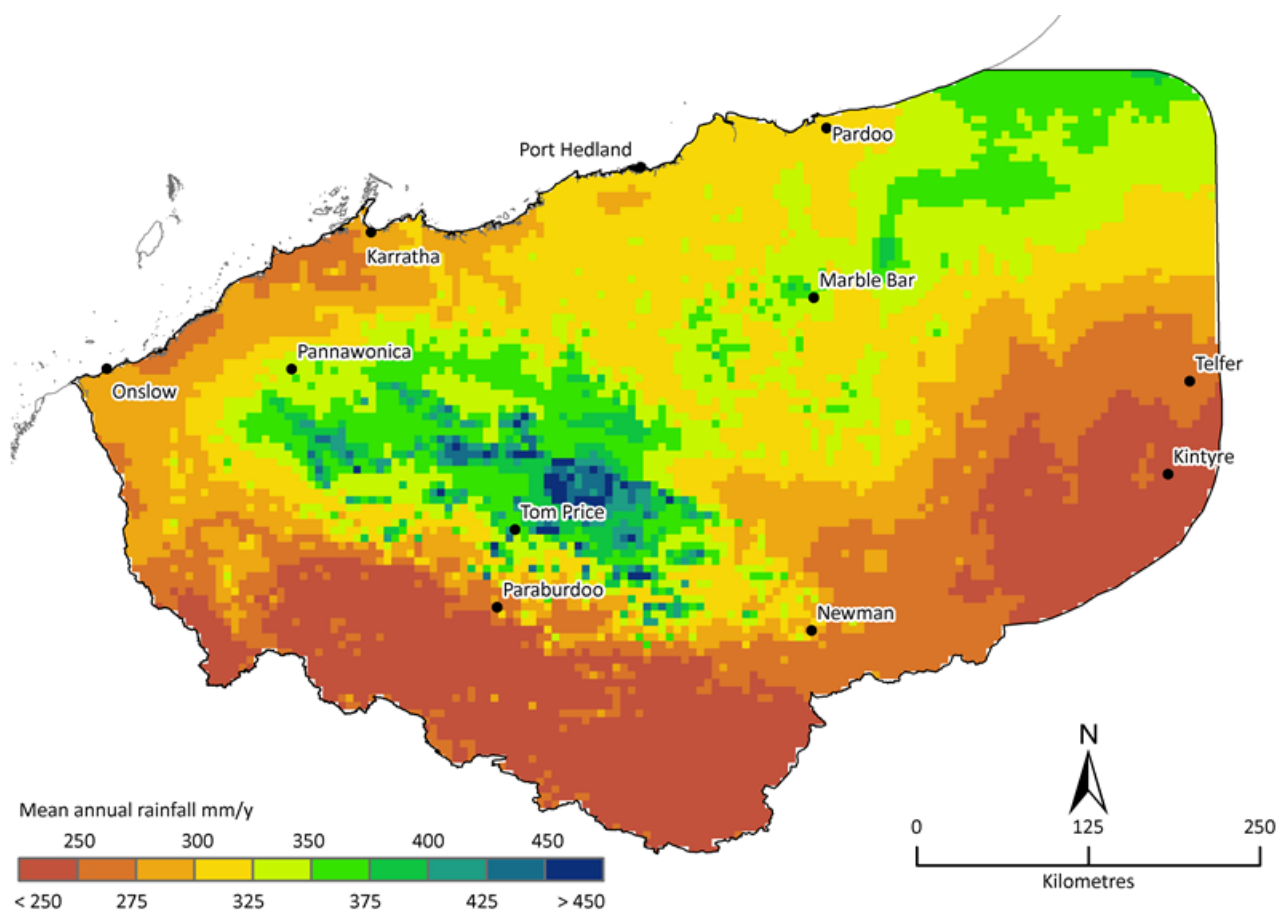 Pardoo
Port Hedland
Karratha
Marble Bar
Pannawonica
Telfer
Onslow
Kintyre
Tom Price
Paraburdoo
Newman
N
Mean annual rainfall mm/y
250 300 350 400 450
< 250 275 325 375 425 > 450
0 125 250
Kilometres